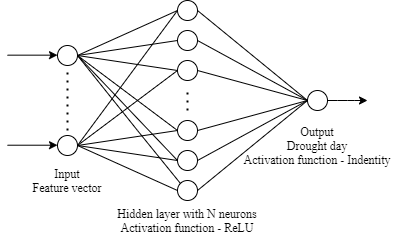 Input
Feature vector
Hidden layer with N neurons
Activation function - ReLU
Output
Drought day
Activation function - Indentity